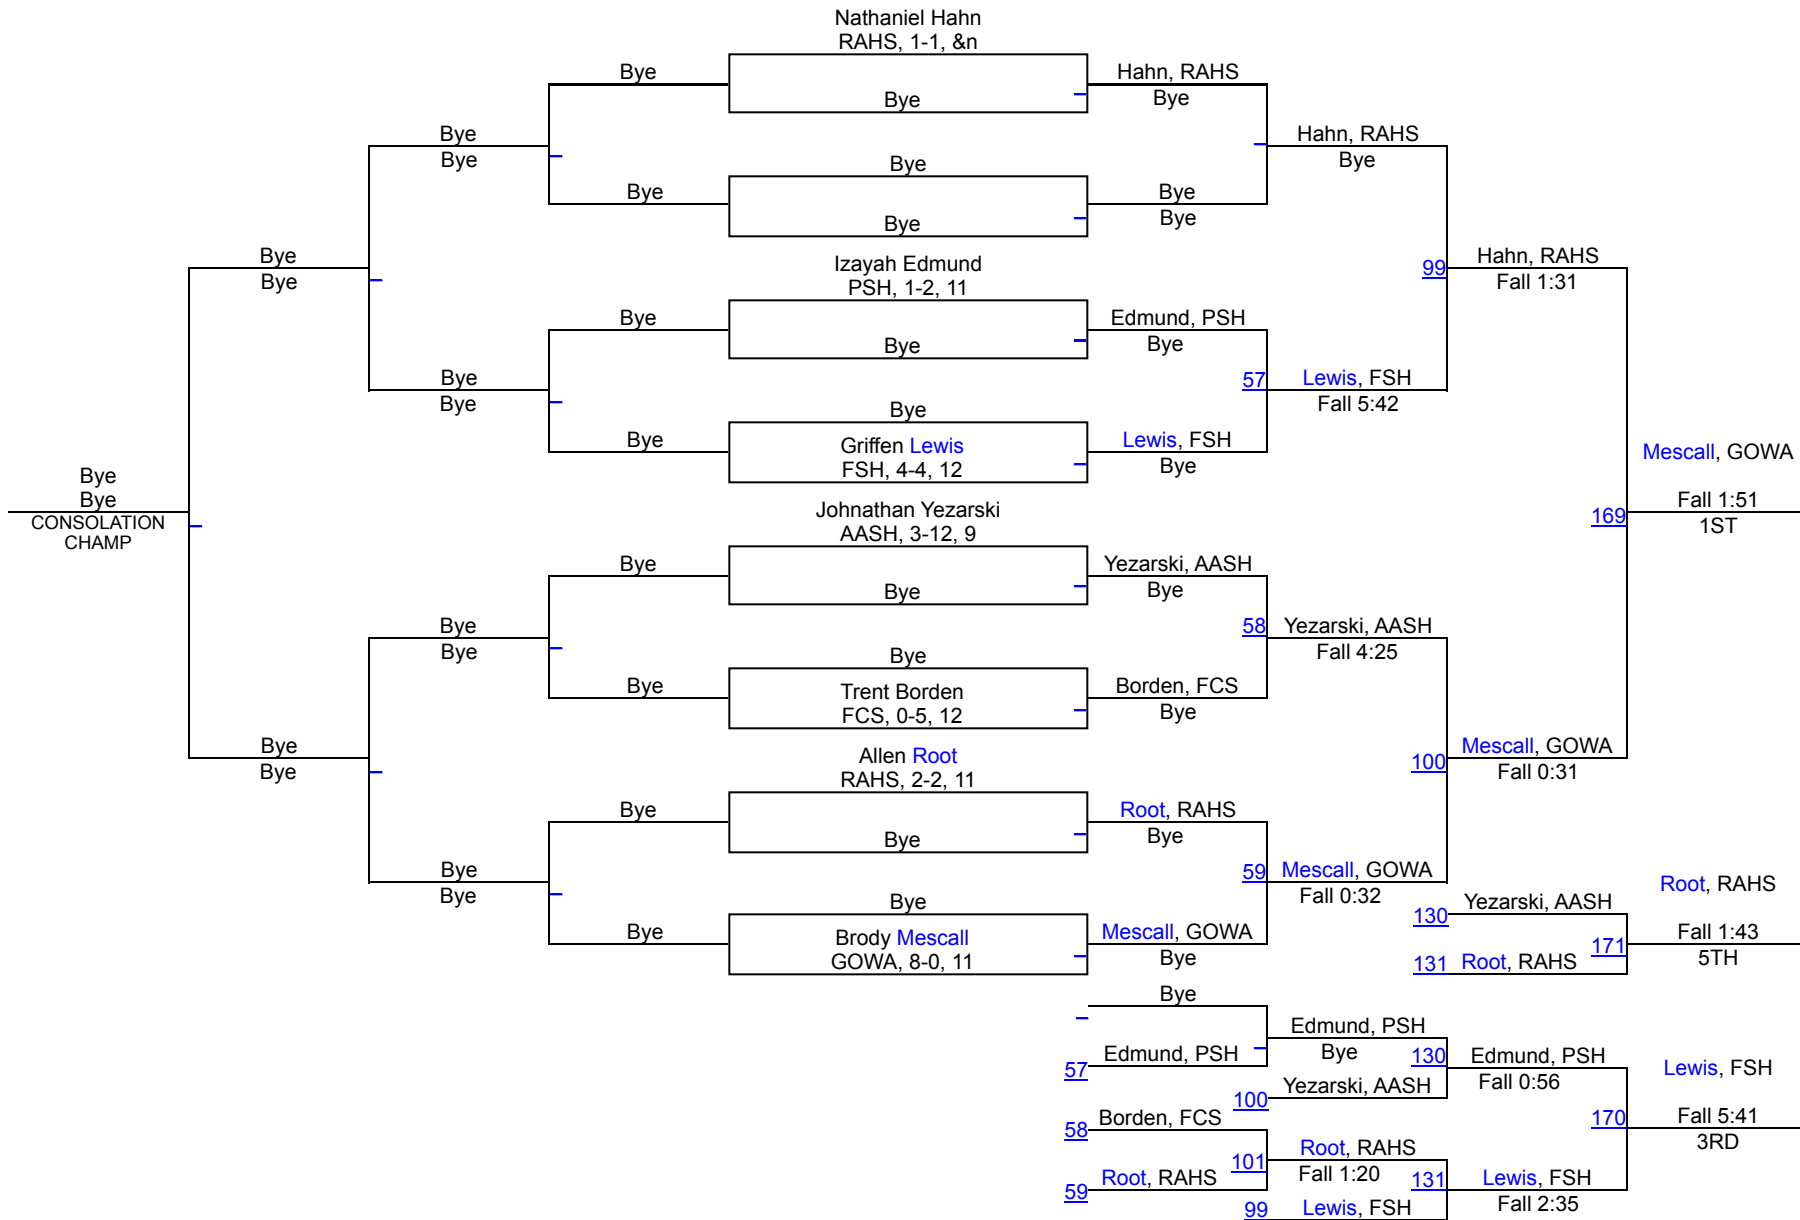 Nathaniel Hahn
RAHS, 1-1, &n
Bye
Bye
Hahn, RAHS
Bye
Bye
Bye
Hahn, RAHS
Bye
Bye
Bye
Bye
Bye
Bye
Bye
Bye
Bye
Izayah Edmund
PSH, 1-2, 11
99
Hahn, RAHS
Fall 1:31
Bye
Bye
Edmund, PSH
Bye
Bye
Bye
57
Lewis, FSH
Fall 5:42
Bye
Bye
Griffen Lewis
FSH, 4-4, 12
Lewis, FSH
Bye
Bye
Bye
CONSOLATION
CHAMP
Mescall, GOWA
Fall 1:51
1ST
169
Johnathan Yezarski
AASH, 3-12, 9
Bye
Bye
Yezarski, AASH
Bye
Bye
Bye
58
Yezarski, AASH
Fall 4:25
Bye
Bye
Trent Borden
FCS, 0-5, 12
Borden, FCS
Bye
Bye
Bye
Allen Root
RAHS, 2-2, 11
100
Mescall, GOWA
Fall 0:31
Bye
Bye
Root, RAHS
Bye
Bye
Bye
59
Mescall, GOWA
Fall 0:32
Bye
Bye
Brody Mescall
GOWA, 8-0, 11
Mescall, GOWA
Bye
130
Yezarski, AASH
131
Root, RAHS
171
Root, RAHS
Fall 1:43
5TH
Bye
57
Edmund, PSH
Edmund, PSH
Bye
100
Yezarski, AASH
130
Edmund, PSH
Fall 0:56
58
Borden, FCS
59
Root, RAHS
101
Root, RAHS
Fall 1:20
99
Lewis, FSH
131
Lewis, FSH
Fall 2:35
170
Lewis, FSH
Fall 5:41
3RD